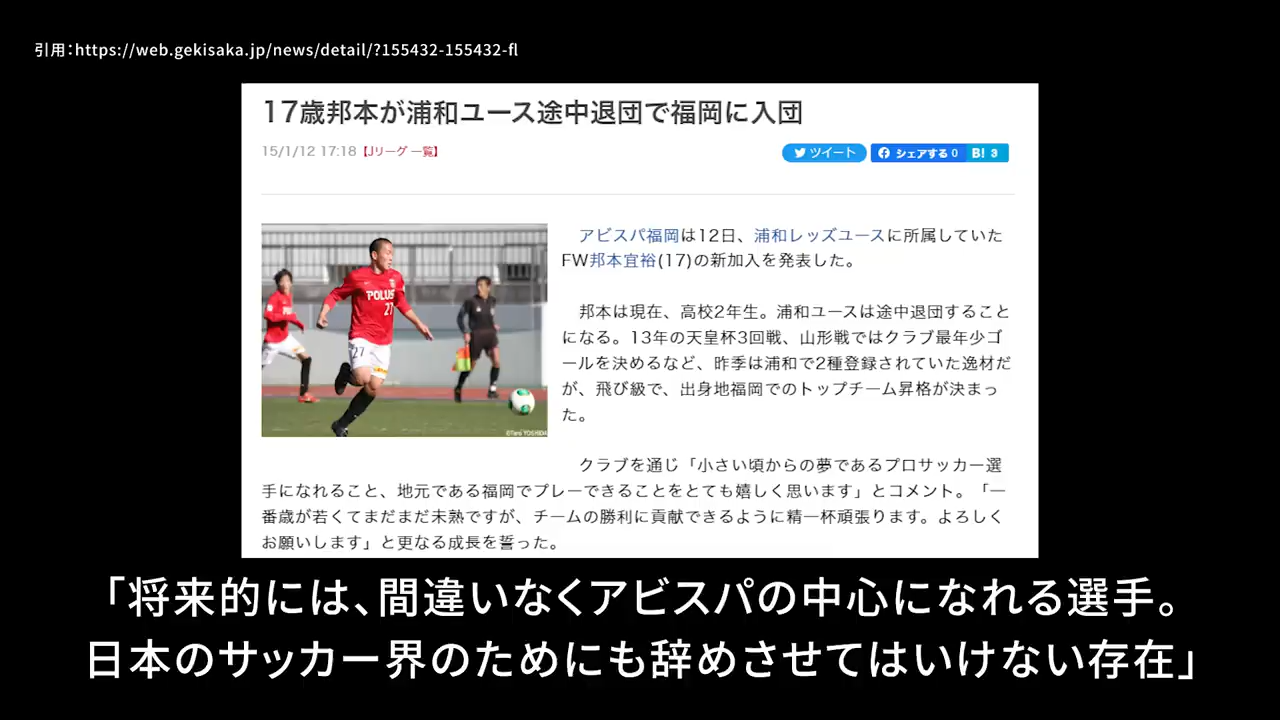 引用：https://web.gekisaka.jp/news/detail/?155432-155432-fl
17歳邦本が浦和ユース途中退団で福岡に入団
15/1/12 17:18【Jリーグ 一覧】
ツイート
シェアする 0
B! 3
アビスパ福岡は12日、浦和レッズユースに所属していた
FW邦本宜裕(17)の新加入を発表した。
邦本は現在、高校2年生。浦和ユースは途中退団すること
になる。13年の天皇杯3回戦、山形戦ではクラブ最年少ゴ
ールを決めるなど、昨季は浦和で2種登録されていた逸材だ
が、飛び級で、出身地福岡でのトップチーム昇格が決まっ
た。
クラブを通じ「小さい頃からの夢であるプロサッカー選
手になれること、地元である福岡でプレーできることをとても嬉しく思います」とコメント。「一
番歳が若くてまだまだ未熟ですが、チームの勝利に貢献できるように精一杯頑張ります。よろしく
お願いします」と更なる成長を誓った。
POLUS
27
27
「将来的には、間違いなくアビスパの中心になれる選手。
日本のサッカー界のためにも辞めさせてはいけない存在」